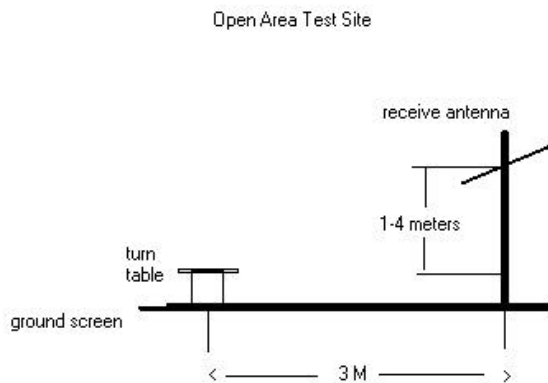 Open Area Test Site
receive antenna
1-4 meters
turn
table
ground screen
3 M